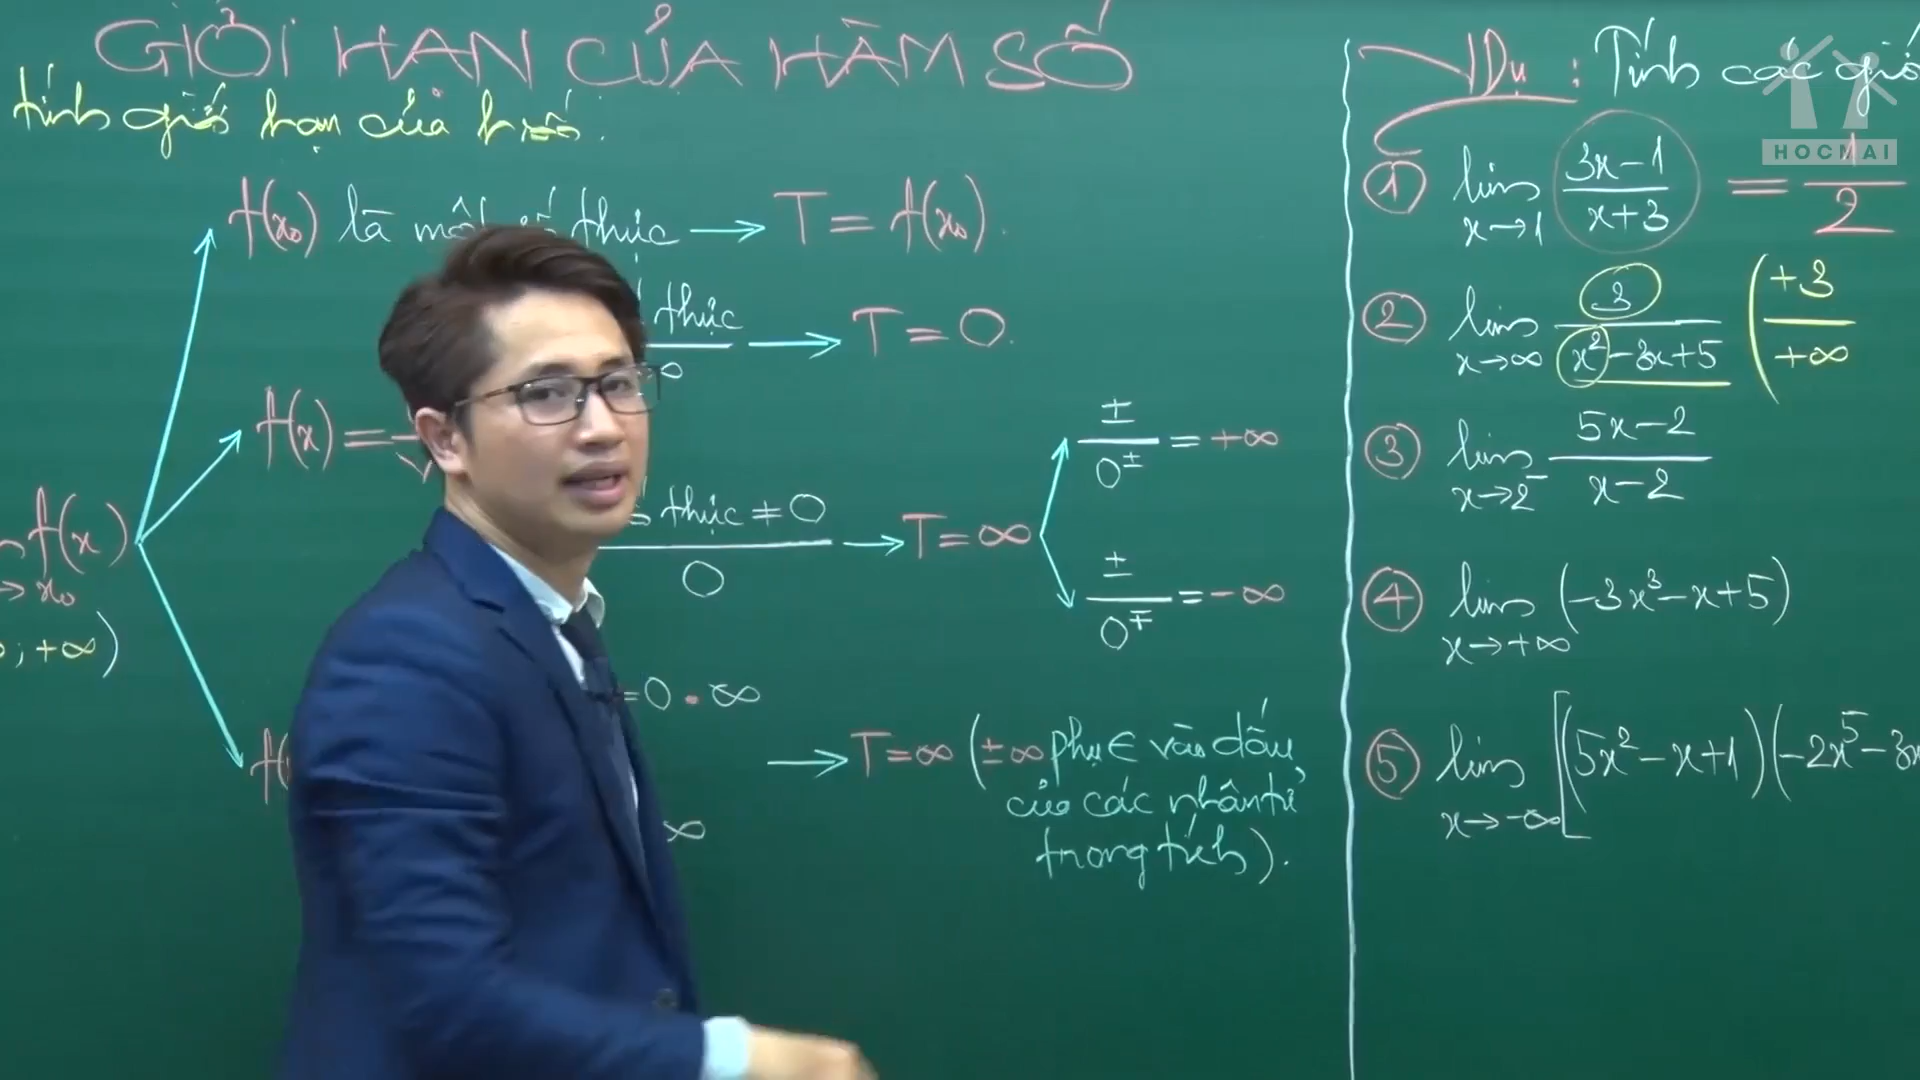 GIỚI HẠN CỦA HÀM SỐ
tính giới hạn của h số:
f(x₀) là một số thực → T = f(x₀).
thực → T = 0.
∞
f(x) =
thực ≠ 0 / 0 → T = ∞
± / 0^± = +∞
± / 0^∓ = -∞
f(x)
→ x₀
; +∞)
= 0 . ∞
→ T = ∞ (±∞ phụ ∈ vào dấu
của các nhân tử
trong tích).
∞
VDụ : Tính các giớ
HOCMAI
① lim x→1 (3x-1)/(x+3) = 1/2
② lim x→∞ 3/(x²-3x+5) ( +3/+∞
③ lim x→2⁻ (5x-2)/(x-2)
④ lim x→+∞ (-3x³-x+5)
⑤ lim x→-∞ [(5x²-x+1)(-2x⁵-3x